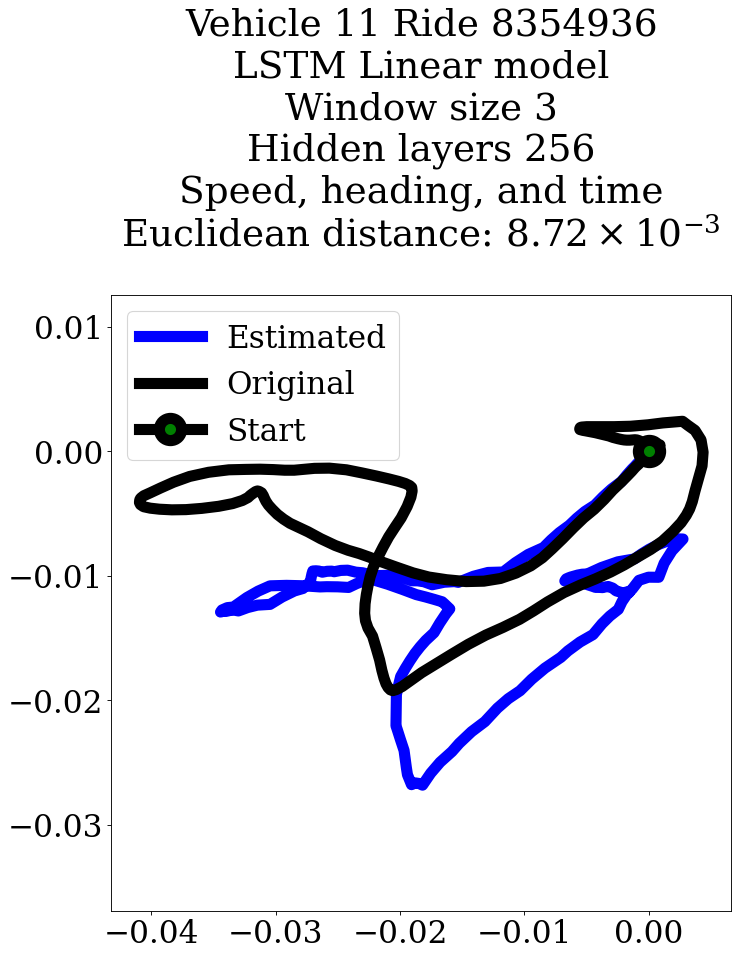 Vehicle 11 Ride 8354936
LSTM Linear model
Window size 3
Hidden layers 256
Speed, heading, and time
Euclidean distance: 8.72 × 10⁻³
Estimated
Original
Start
0.01
0.00
−0.01
−0.02
−0.03
−0.04 −0.03 −0.02 −0.01 0.00